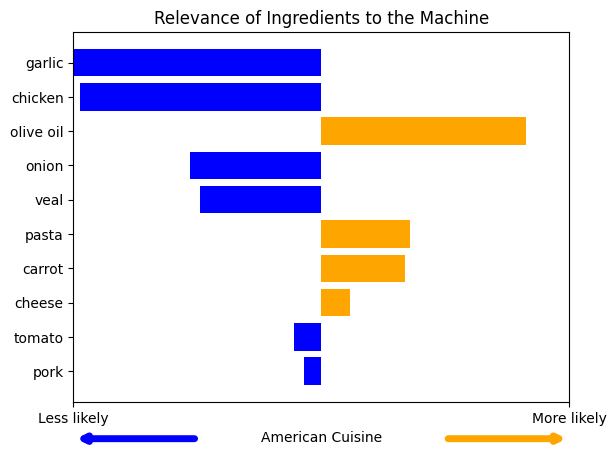 Relevance of Ingredients to the Machine
garlic
chicken
olive oil
onion
veal
pasta
carrot
cheese
tomato
pork
Less likely
More likely
American Cuisine